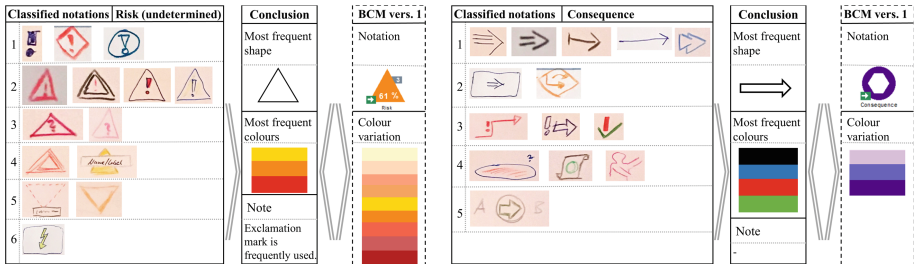 Classified notations
Risk (undetermined)
1
2
3
4
Name/Label
5
6
Conclusion
Most frequent
shape
Most frequent
colours
Note
Exclamation
mark is
frequently used.
BCM vers. 1
Notation
3
61 %
Risk
Colour
variation
Classified notations
Consequence
1
2
3
4
?
5
A
B
Conclusion
Most frequent
shape
Most frequent
colours
Note
-
BCM vers. 1
Notation
Consequence
Colour
variation